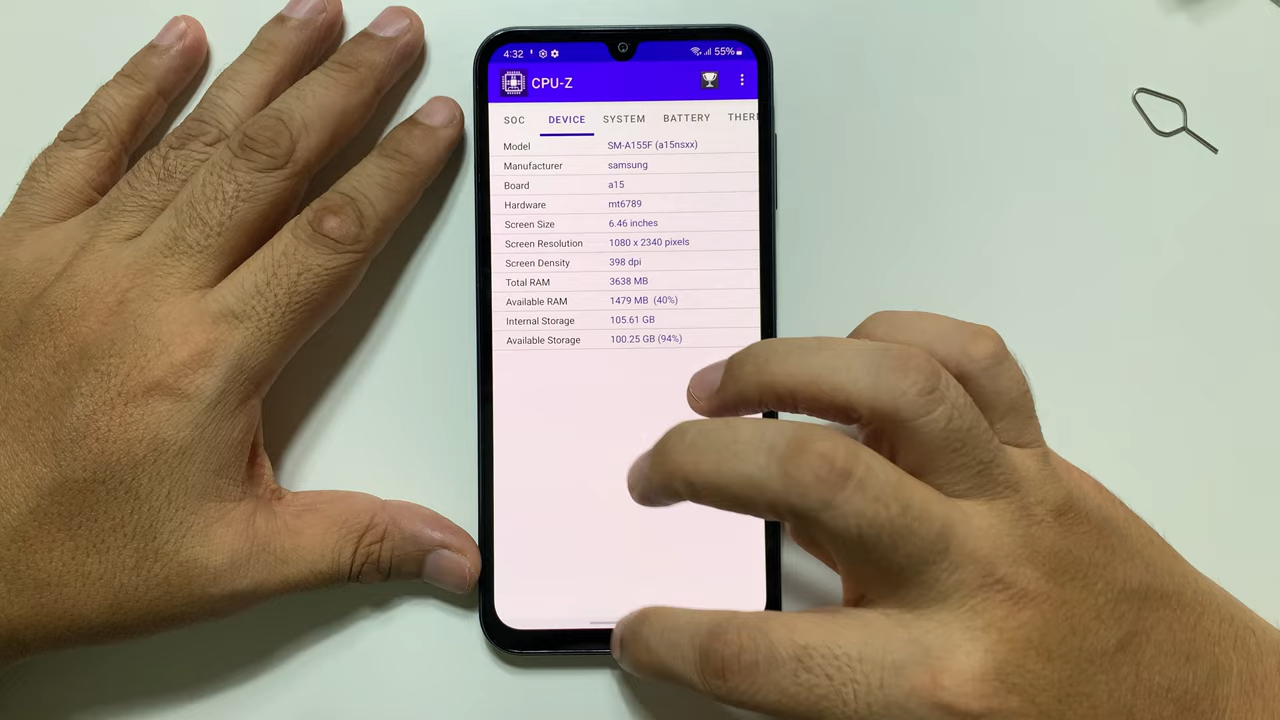 4:32 55%
CPU-Z
SOC DEVICE SYSTEM BATTERY THER
Model SM-A155F (a15nsxx)
Manufacturer samsung
Board a15
Hardware mt6789
Screen Size 6.46 inches
Screen Resolution 1080 x 2340 pixels
Screen Density 398 dpi
Total RAM 3638 MB
Available RAM 1479 MB (40%)
Internal Storage 105.61 GB
Available Storage 100.25 GB (94%)